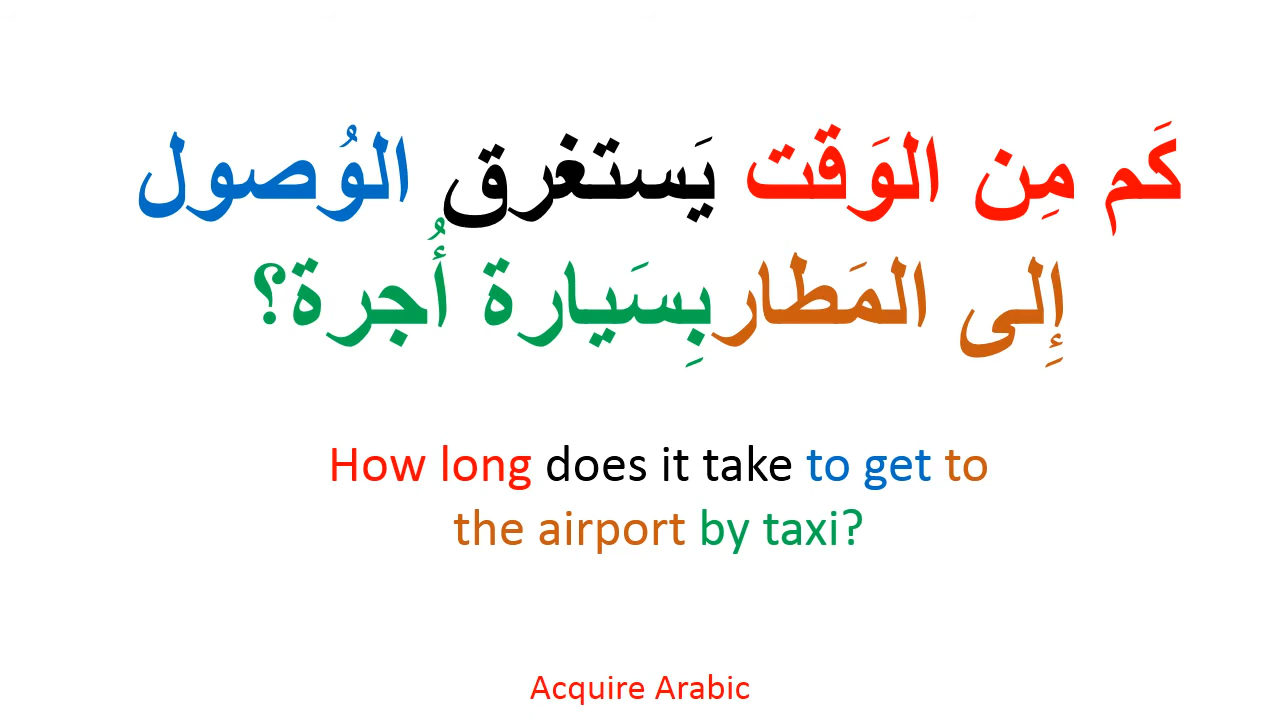 كَم مِن الوَقت يَستغرق الوُصول
إِلى المَطاربِسَيارة أُجرة؟
How long does it take to get to
the airport by taxi?
Acquire Arabic